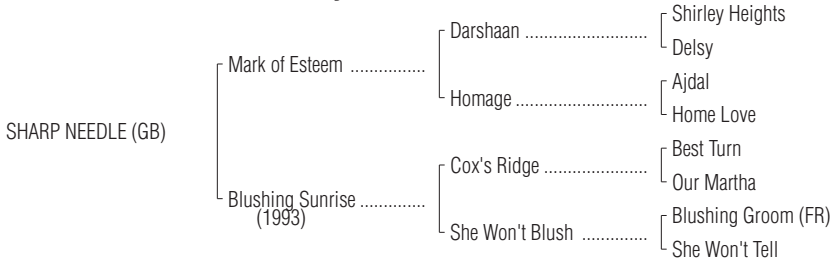 Shirley Heights
Darshaan ..........................
Delsy
Mark of Esteem ................
Ajdal
Homage ............................
Home Love
SHARP NEEDLE (GB)
Best Turn
Cox's Ridge ......................
Our Martha
Blushing Sunrise .............
(1993)
Blushing Groom (FR)
She Won't Blush ..............
She Won't Tell